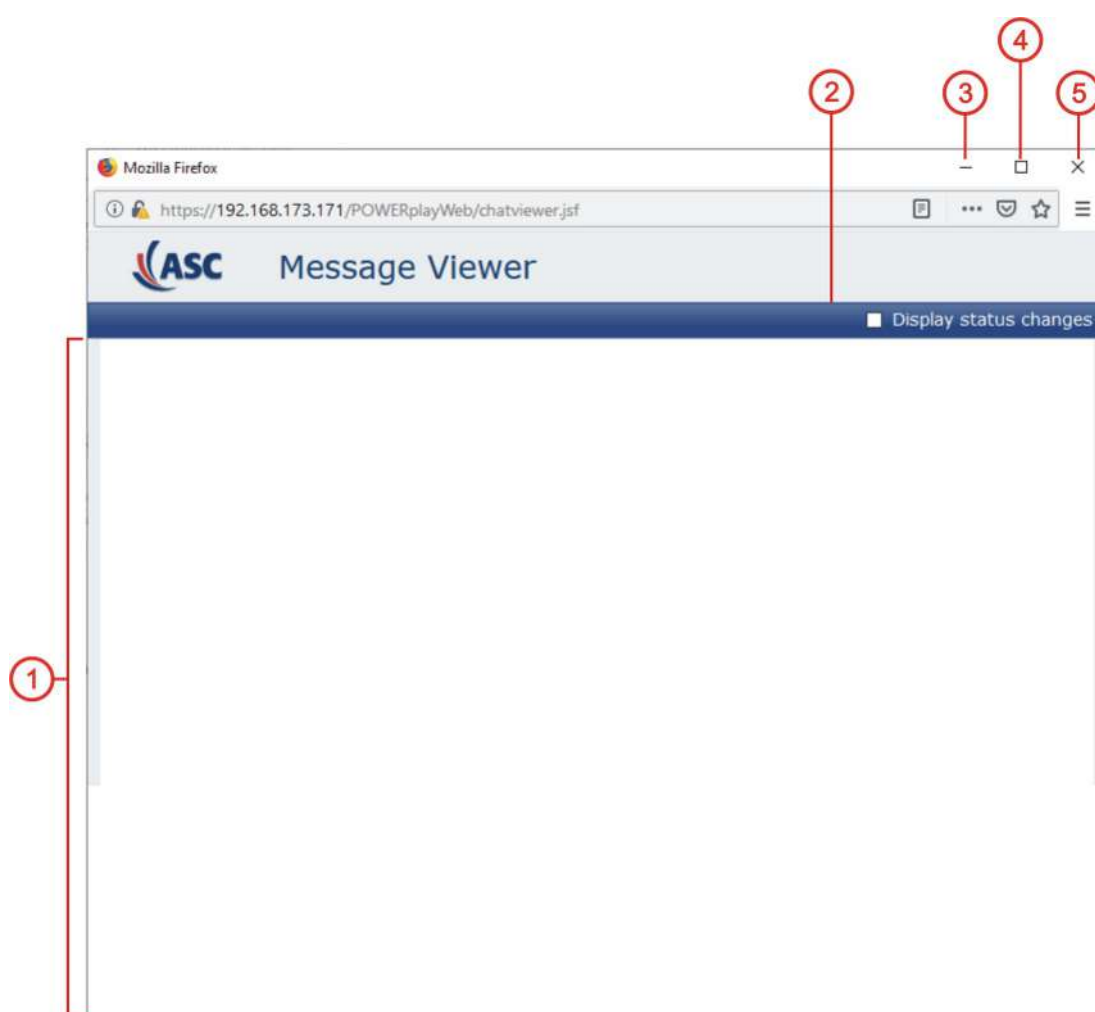 4
2
3
5
Mozilla Firefox
https://192.168.173.171/POWERplayWeb/chatviewer.jsf
ASC Message Viewer
Display status changes
1